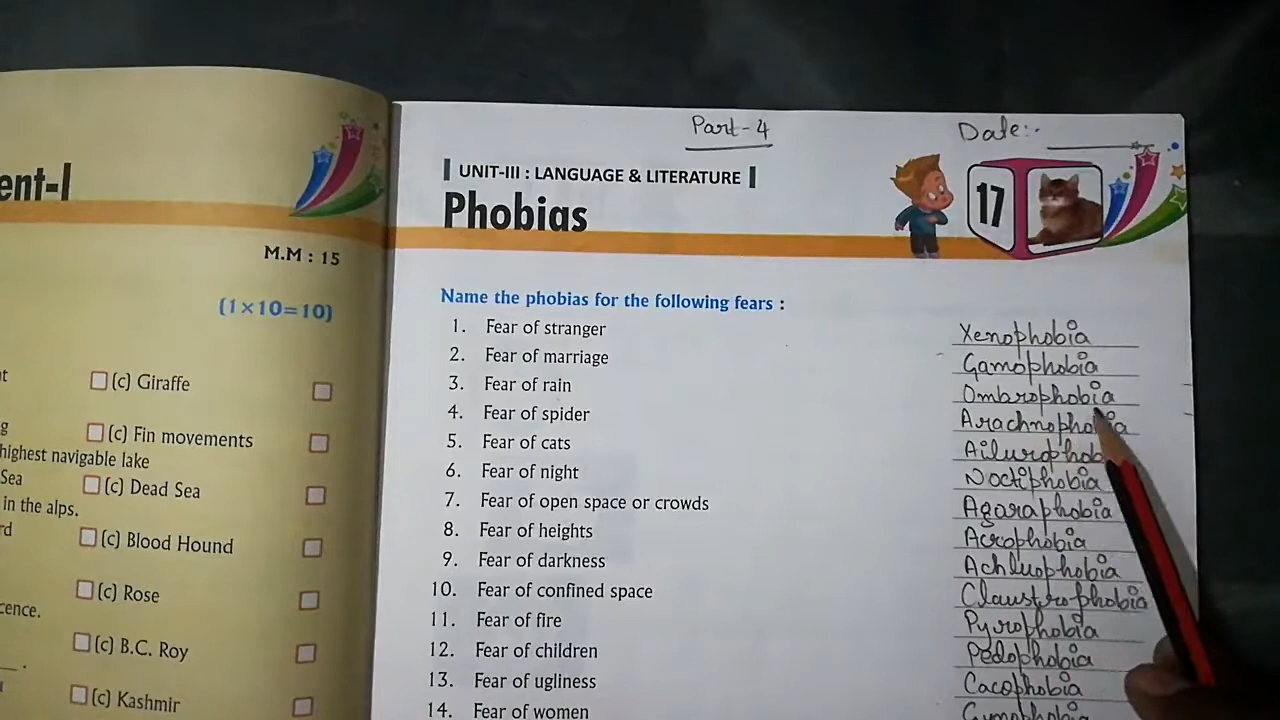 ent-I
M.M : 15
(1×10=10)
t
(c) Giraffe
g
(c) Fin movements
highest navigable lake
Sea
(c) Dead Sea
in the alps.
rd
(c) Blood Hound
(c) Rose
cence.
(c) B.C. Roy
(c) Kashmir
Part-4
Date:-
UNIT-III : LANGUAGE & LITERATURE
Phobias
17
Name the phobias for the following fears :
1. Fear of stranger Xenophobia
2. Fear of marriage Gamophobia
3. Fear of rain Ombrophobia
4. Fear of spider Arachnophobia
5. Fear of cats Ailurophob
6. Fear of night Noctiphobia
7. Fear of open space or crowds Agaraphobia
8. Fear of heights Acrophobia
9. Fear of darkness Achluophobia
10. Fear of confined space Claustrophobia
11. Fear of fire Pyrophobia
12. Fear of children Pedophobia
13. Fear of ugliness Cacophobia
14. Fear of women